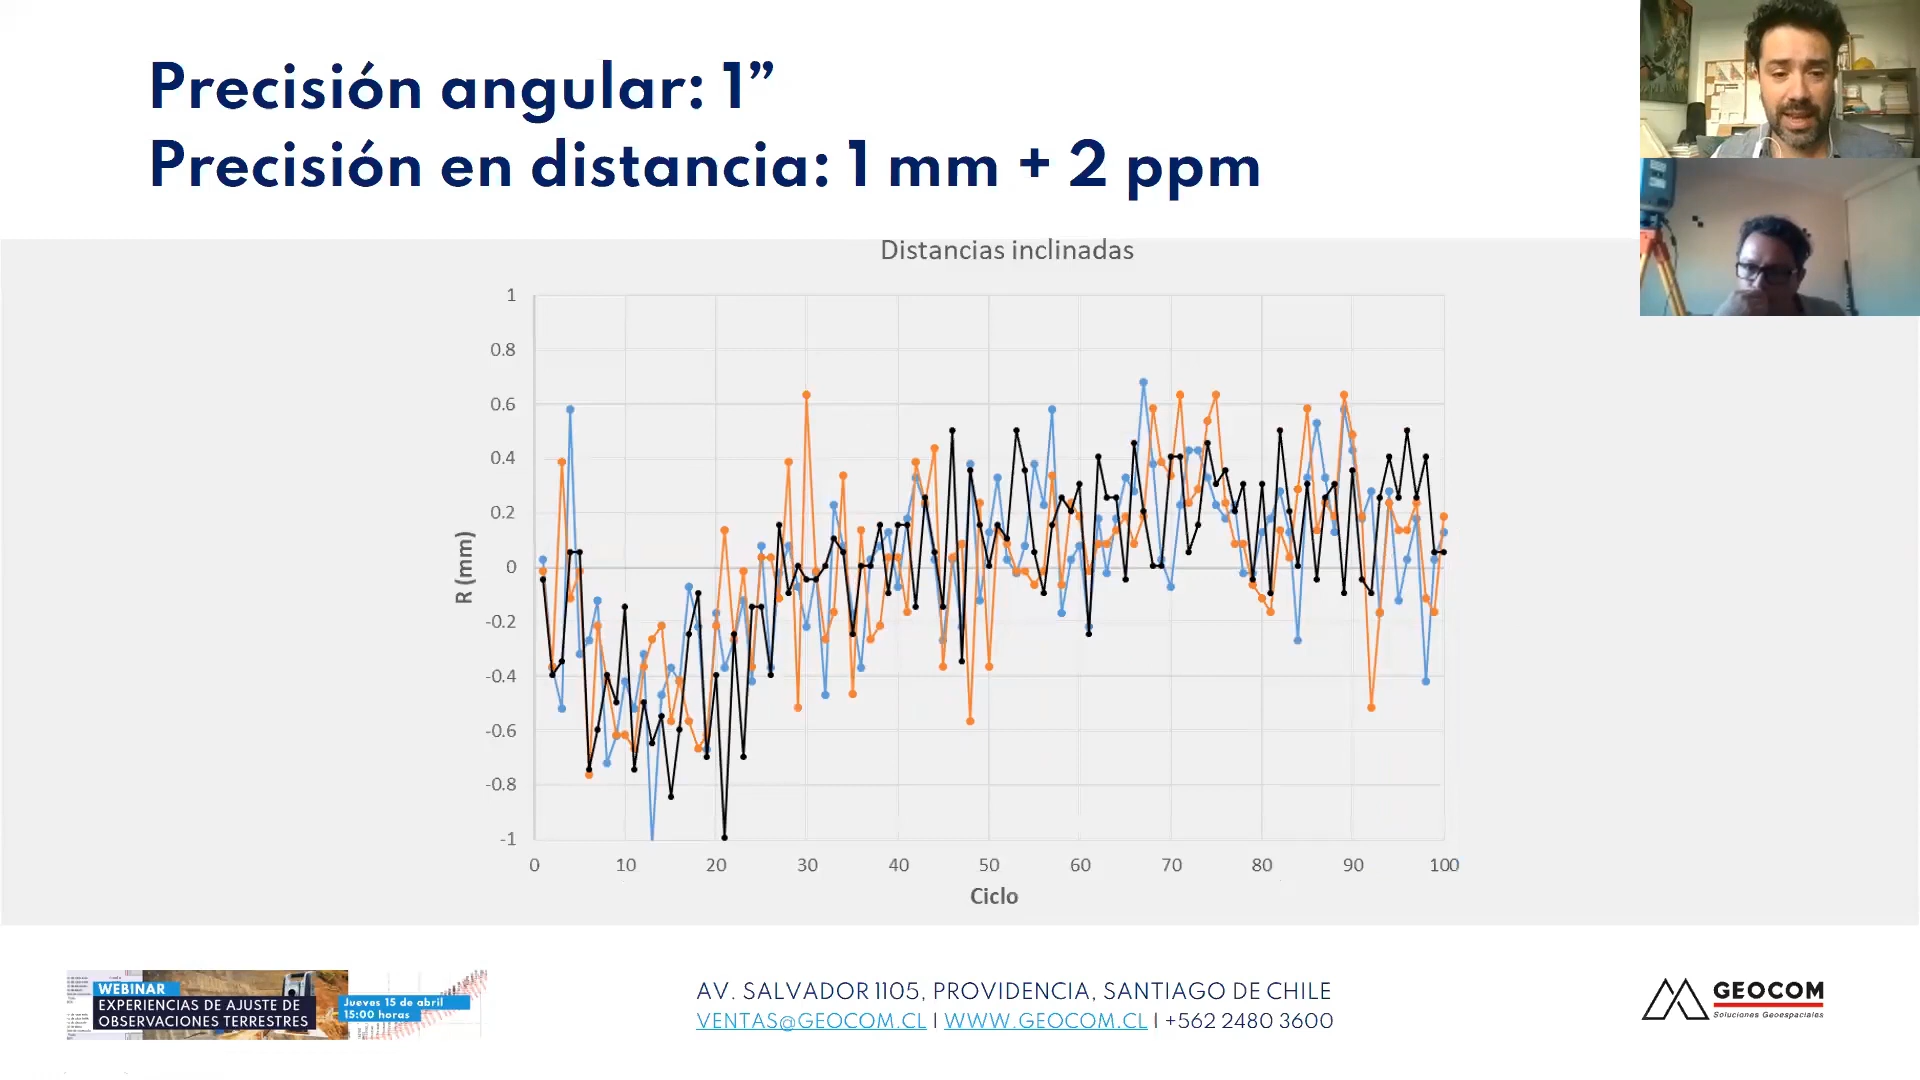 Precisión angular: 1”
Precisión en distancia: 1 mm + 2 ppm
Distancias inclinadas
1
0.8
0.6
0.4
0.2
0
-0.2
-0.4
-0.6
-0.8
-1
R (mm)
0 10 20 30 40 50 60 70 80 90 100
Ciclo
WEBINAR
EXPERIENCIAS DE AJUSTE DE
OBSERVACIONES TERRESTRES
Jueves 15 de abril
15:00 horas
AV. SALVADOR 1105, PROVIDENCIA, SANTIAGO DE CHILE
VENTAS@GEOCOM.CL | WWW.GEOCOM.CL | +562 2480 3600
GEOCOM
Soluciones Geoespaciales